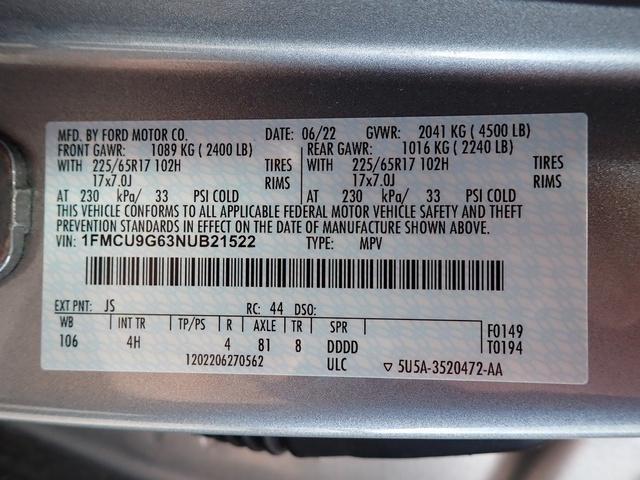 MFD. BY FORD MOTOR CO. DATE: 06/22 GVWR: 2041 KG ( 4500 LB)
FRONT GAWR: 1089 KG ( 2400 LB) REAR GAWR: 1016 KG ( 2240 LB)
WITH 225/65R17 102H TIRES WITH 225/65R17 102H TIRES
17x7.0J RIMS 17x7.0J RIMS
AT 230 kPa/ 33 PSI COLD AT 230 kPa/ 33 PSI COLD
THIS VEHICLE CONFORMS TO ALL APPLICABLE FEDERAL MOTOR VEHICLE SAFETY AND THEFT
PREVENTION STANDARDS IN EFFECT ON THE DATE OF MANUFACTURE SHOWN ABOVE.
VIN: 1FMCU9G63NUB21522 TYPE: MPV
EXT PNT: JS RC: 44 DSO:
WB INT TR TP/PS R AXLE TR SPR F0149
106 4H 4 81 8 DDDD T0194
1202206270562 ULC ▽ 5U5A-3520472-AA